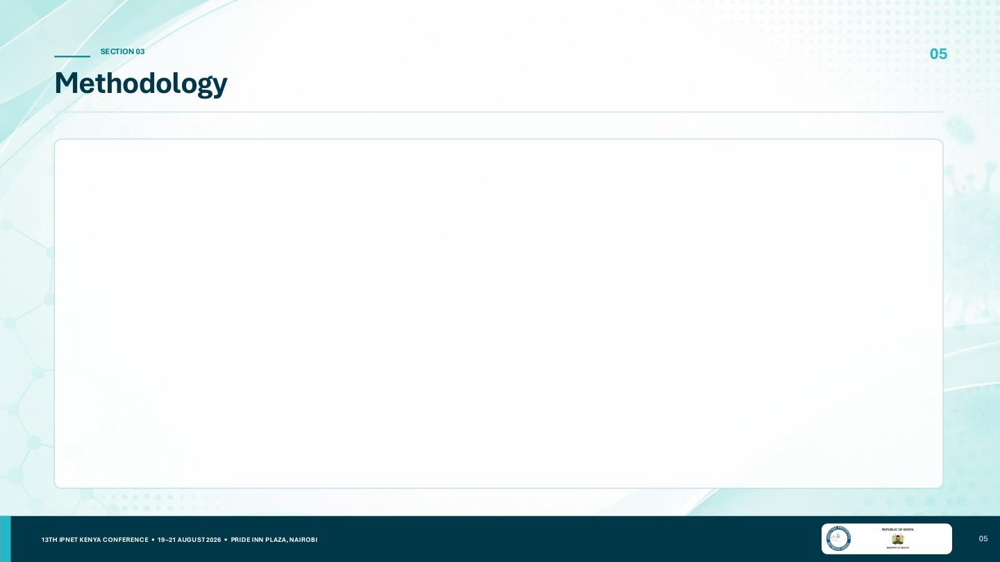 SECTION 03
05
Methodology
13TH IPNET KENYA CONFERENCE • 19–21 AUGUST 2026 • PRIDE INN PLAZA, NAIROBI
REPUBLIC OF KENYA
MINISTRY OF HEALTH
05